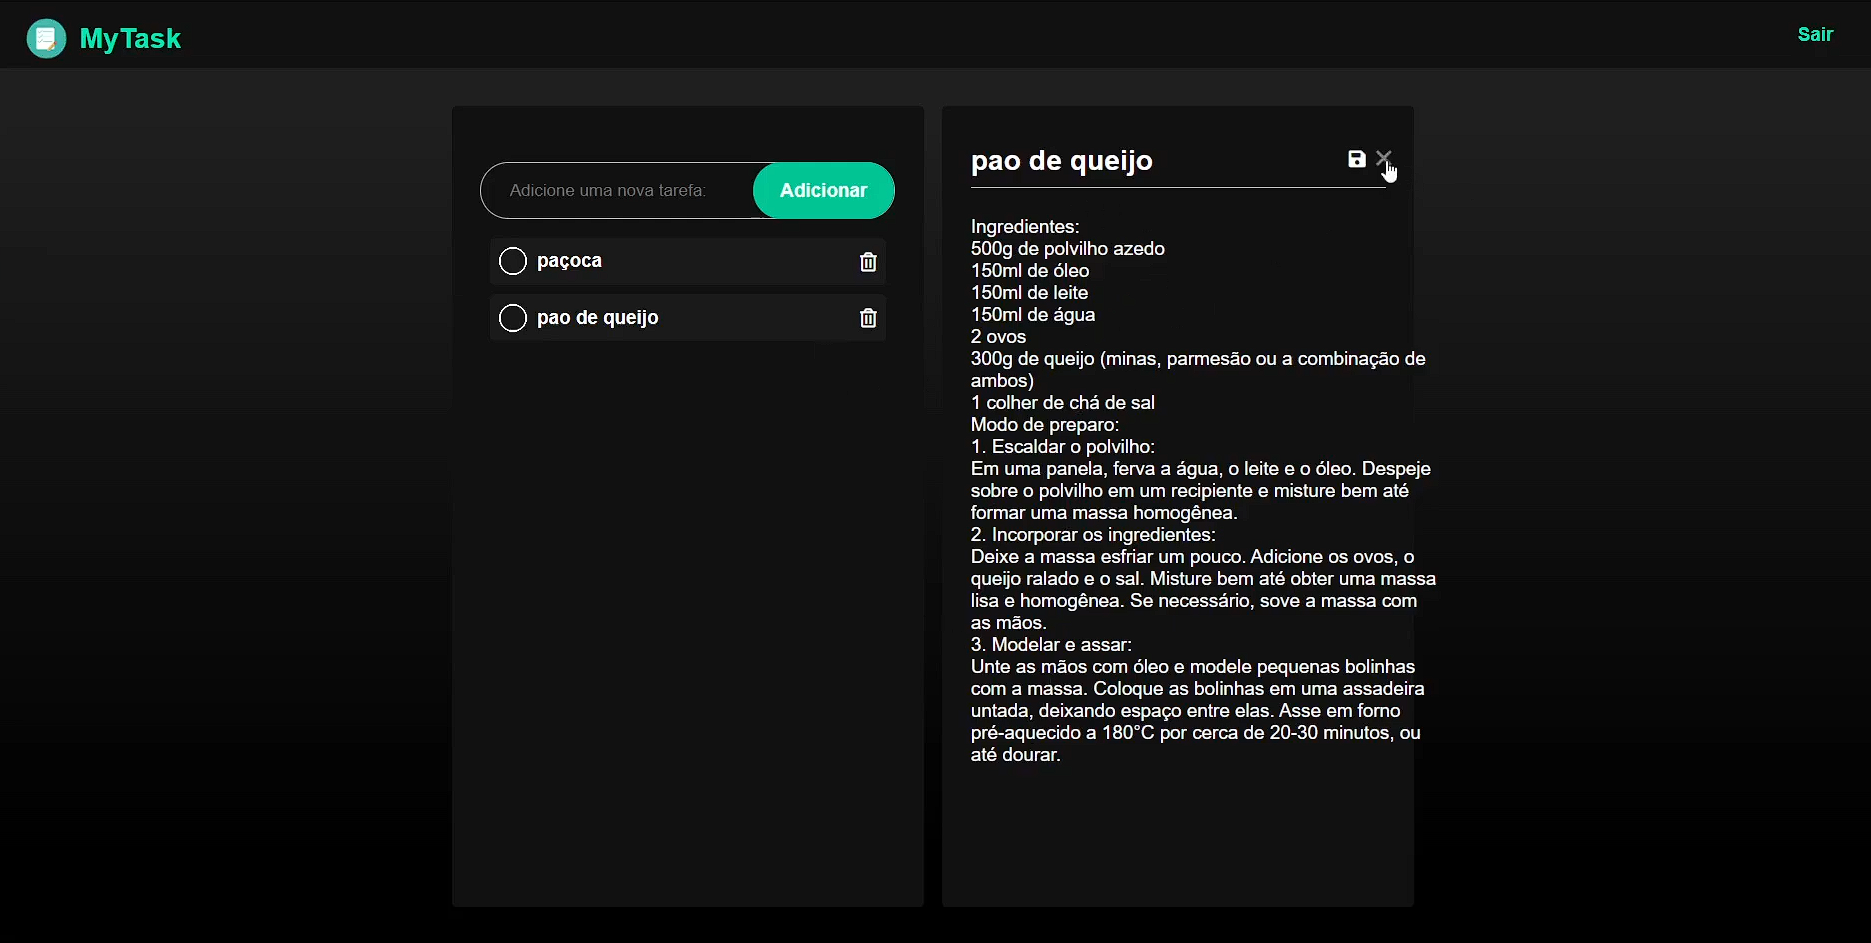 MyTask
Sair
Adicione uma nova tarefa:
Adicionar
paçoca
pao de queijo
pao de queijo
Ingredientes:
500g de polvilho azedo
150ml de óleo
150ml de leite
150ml de água
2 ovos
300g de queijo (minas, parmesão ou a combinação de
ambos)
1 colher de chá de sal
Modo de preparo:
1. Escaldar o polvilho:
Em uma panela, ferva a água, o leite e o óleo. Despeje
sobre o polvilho em um recipiente e misture bem até
formar uma massa homogênea.
2. Incorporar os ingredientes:
Deixe a massa esfriar um pouco. Adicione os ovos, o
queijo ralado e o sal. Misture bem até obter uma massa
lisa e homogênea. Se necessário, sove a massa com
as mãos.
3. Modelar e assar:
Unte as mãos com óleo e modele pequenas bolinhas
com a massa. Coloque as bolinhas em uma assadeira
untada, deixando espaço entre elas. Asse em forno
pré-aquecido a 180°C por cerca de 20-30 minutos, ou
até dourar.